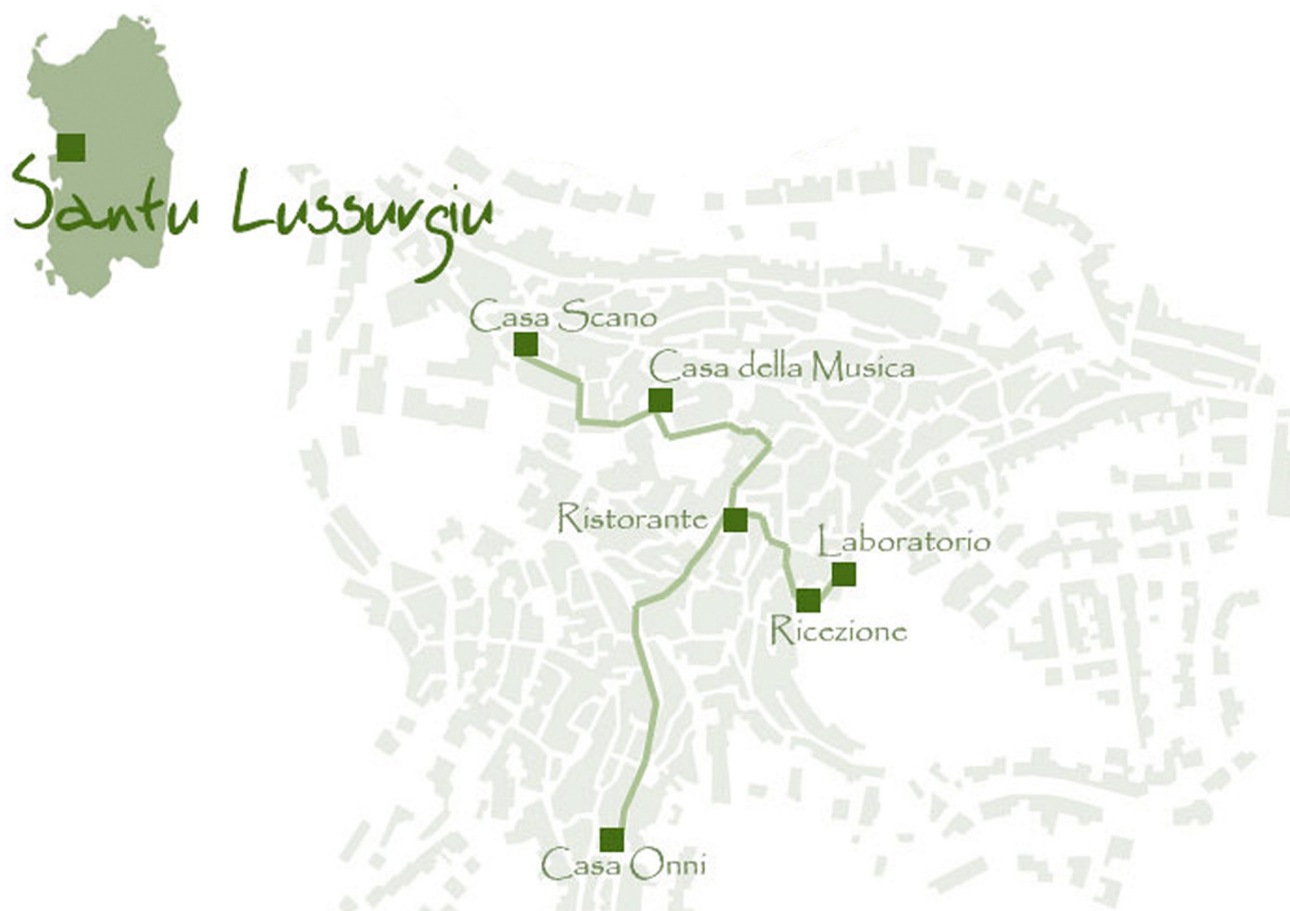 Santu Lussurgiu
Casa Scano
Casa della Musica
Ristorante
Laboratorio
Ricezione
Casa Onni